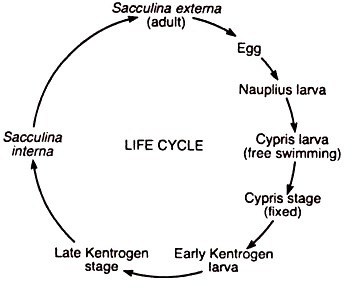 Sacculina externa
(adult)
Egg
Nauplius larva
Cypris larva
(free swimming)
Cypris stage
(fixed)
Early Kentrogen
larva
Late Kentrogen
stage
Sacculina
interna
LIFE CYCLE